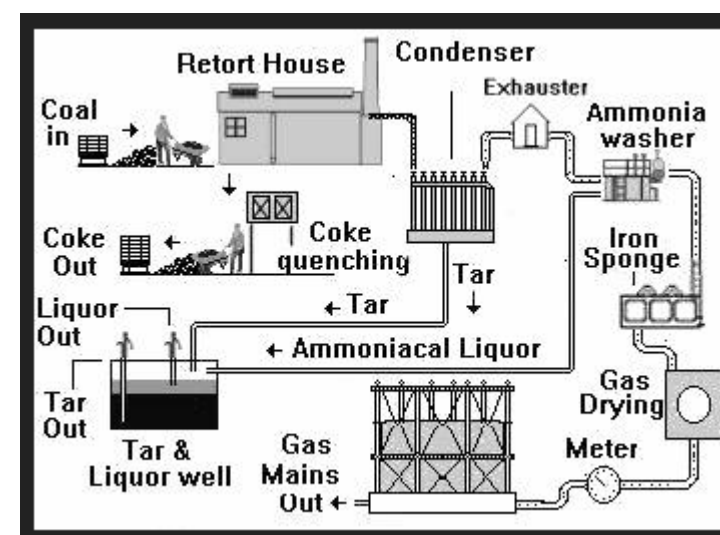 Retort House
Condenser
Exhauster
Ammonia
washer
Coal
in
Coke
Out
Coke
quenching
Tar
Iron
Sponge
Liquor
Out
← Tar
← Ammoniacal Liquor
Tar
Out
Tar &
Liquor well
Gas
Mains
Out ←
Meter
Gas
Drying